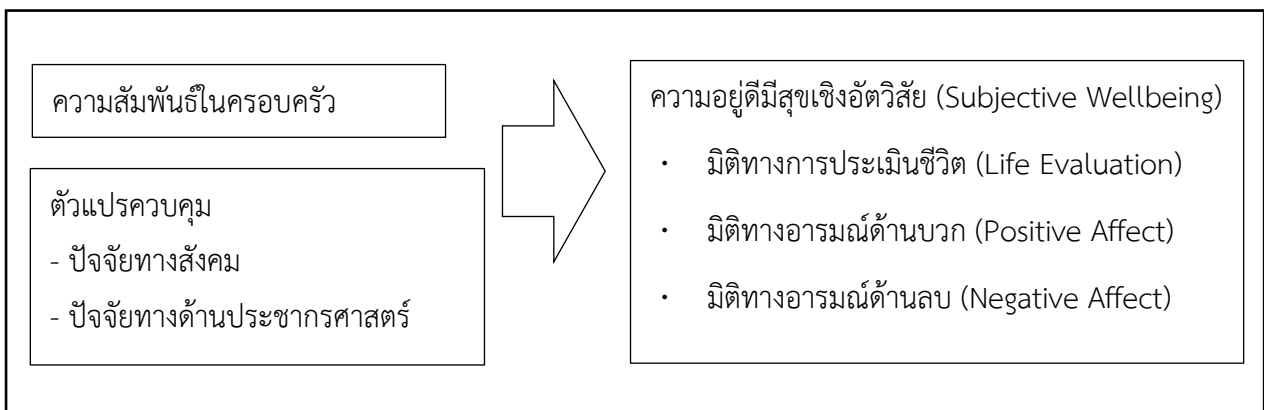 ความสัมพันธ์ในครอบครัว
ตัวแปรควบคุม
- ปัจจัยทางสังคม
- ปัจจัยทางด้านประชากรศาสตร์
ความอยู่ดีมีสุขเชิงอัตวิสัย (Subjective Wellbeing)
· มิติทางการประเมินชีวิต (Life Evaluation)
· มิติทางอารมณ์ด้านบวก (Positive Affect)
· มิติทางอารมณ์ด้านลบ (Negative Affect)